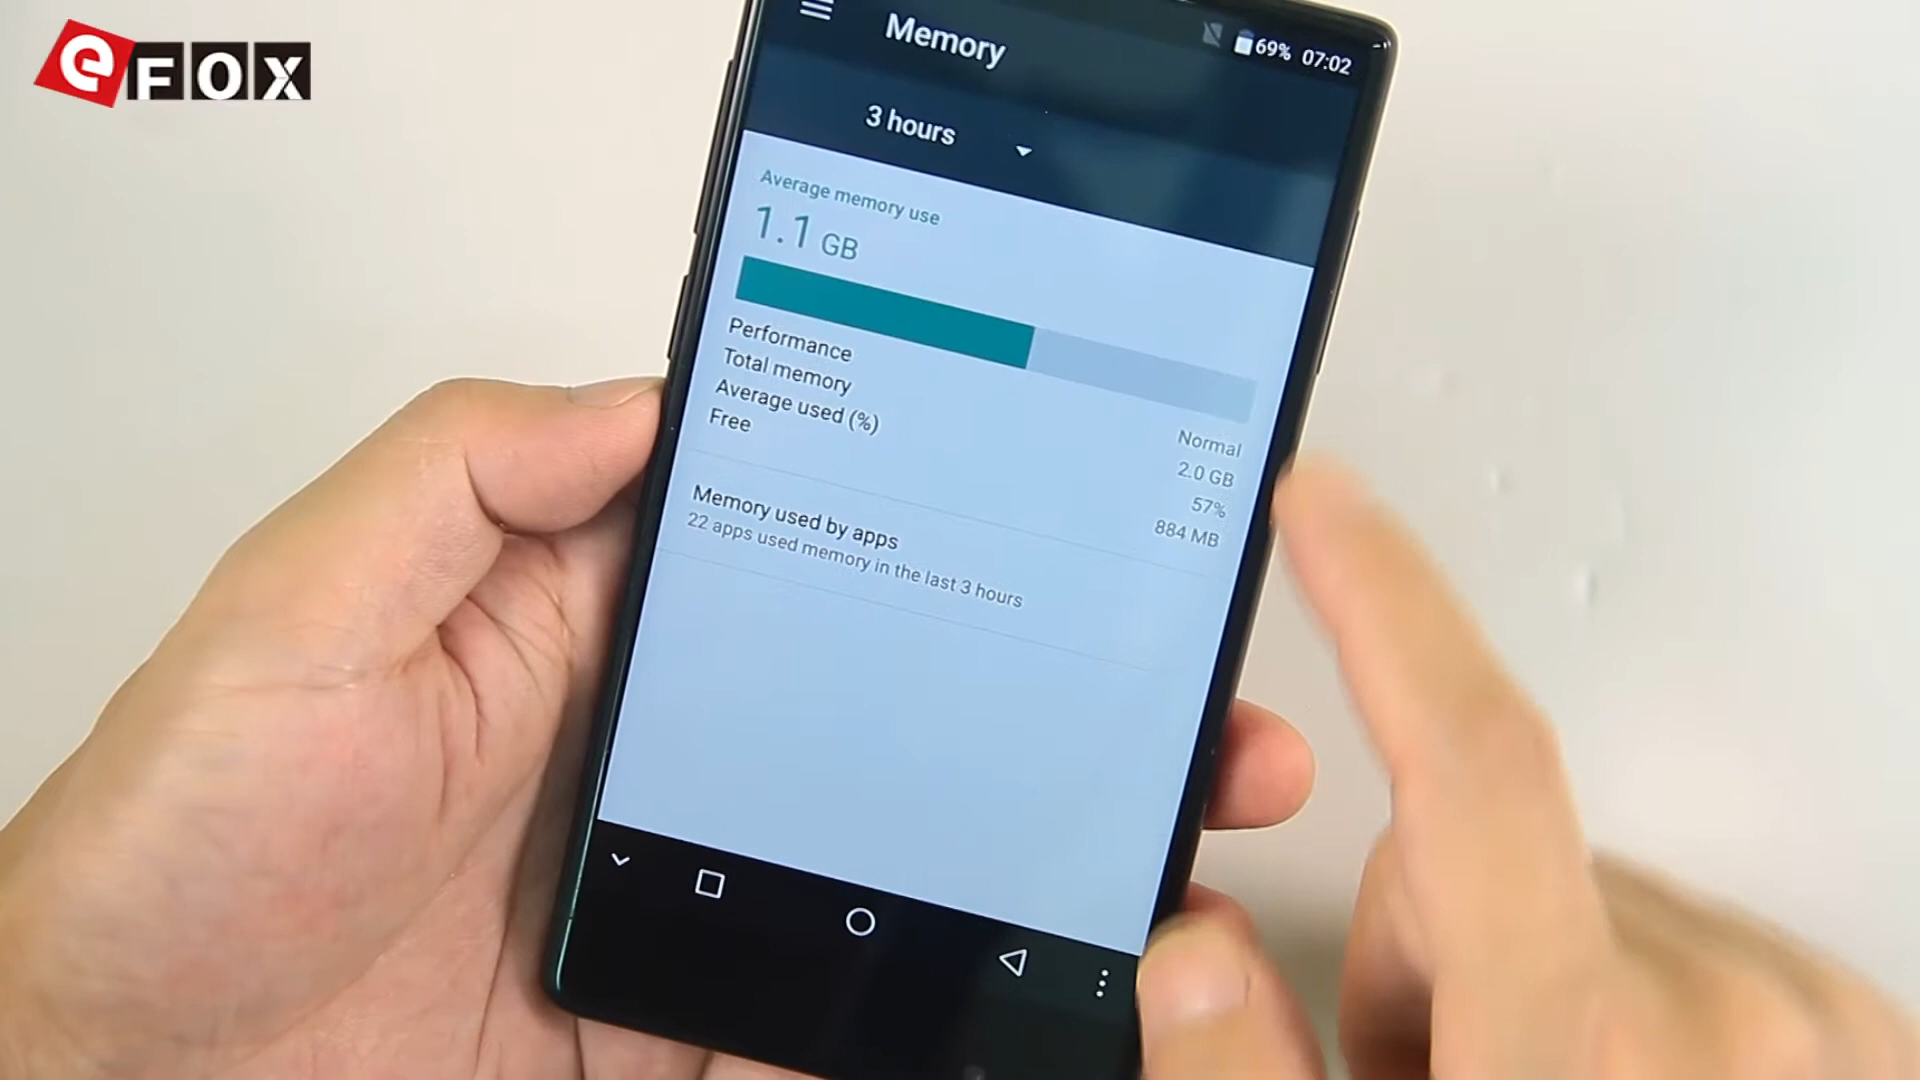 eFOX
Memory
69% 07:02
3 hours
Average memory use
1.1 GB
Performance Normal
Total memory 2.0 GB
Average used (%) 57%
Free 884 MB
Memory used by apps
22 apps used memory in the last 3 hours